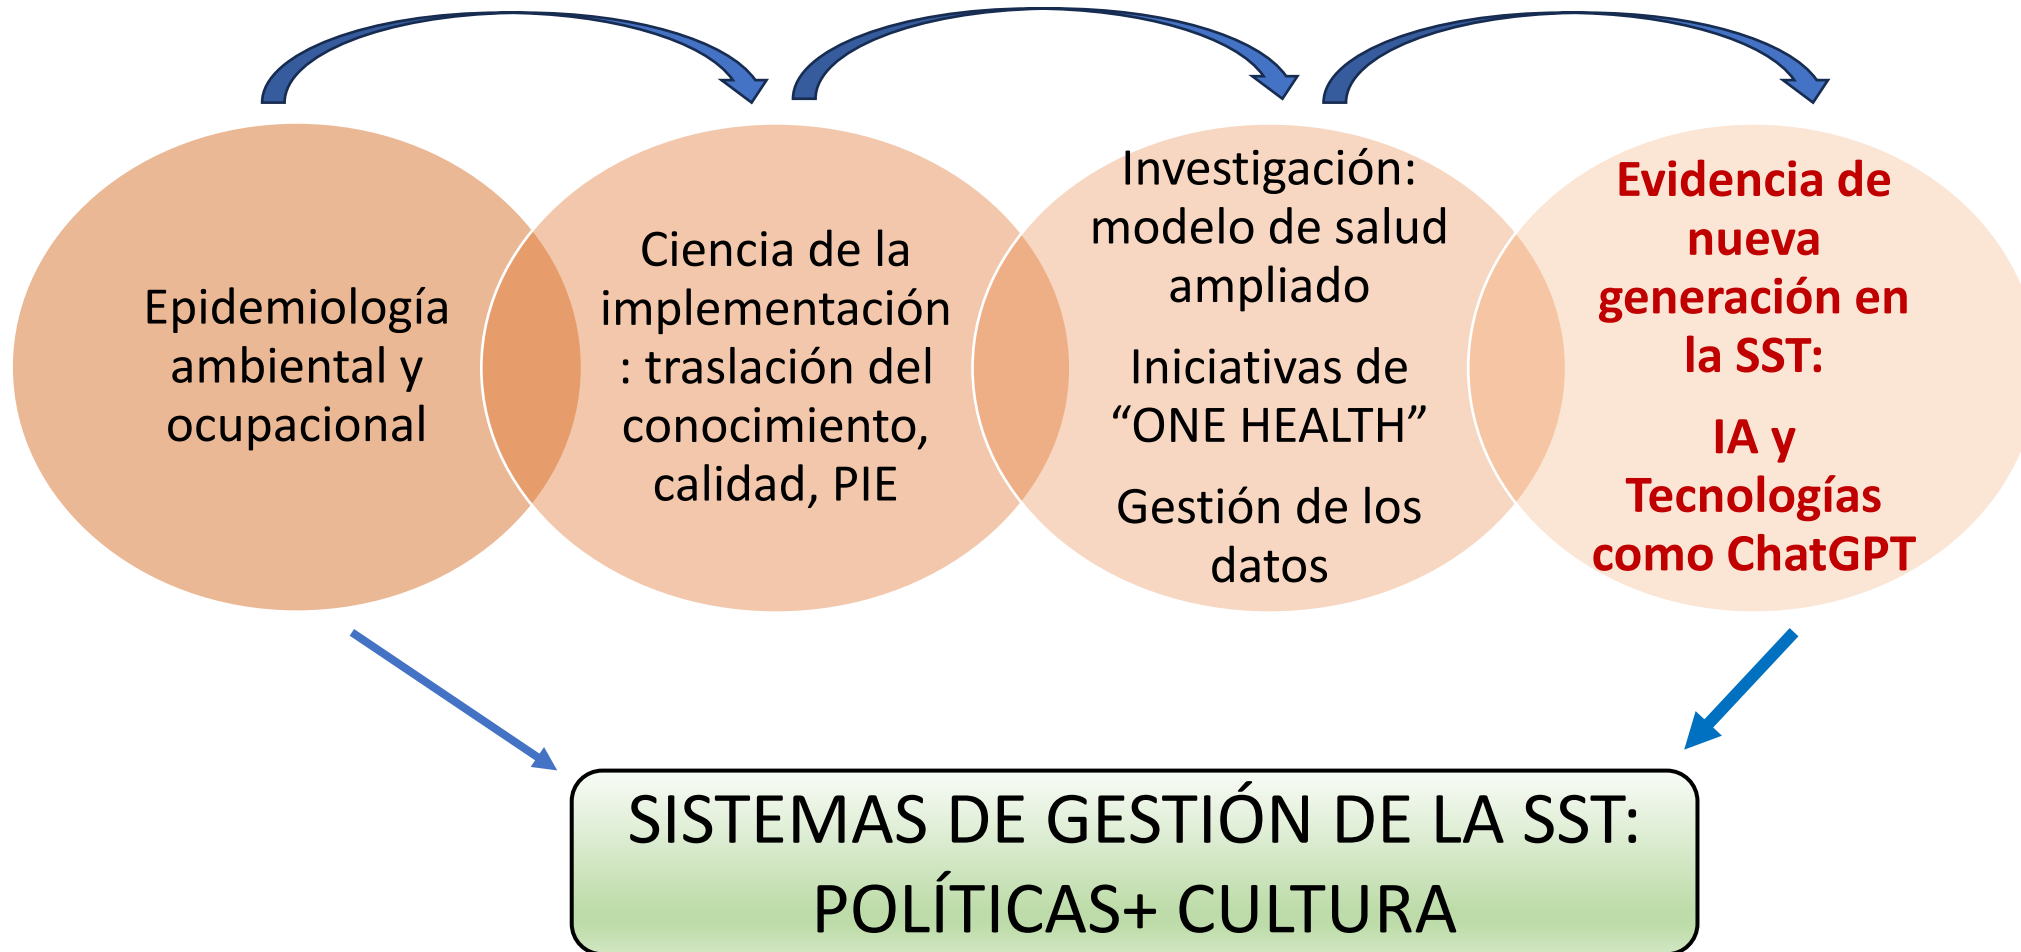 Epidemiología
ambiental y
ocupacional
Ciencia de la
implementación
: traslación del
conocimiento,
calidad, PIE
Investigación:
modelo de salud
ampliado
Iniciativas de
“ONE HEALTH”
Gestión de los
datos
Evidencia de
nueva
generación en
la SST:
IA y
Tecnologías
como ChatGPT
SISTEMAS DE GESTIÓN DE LA SST:
POLÍTICAS+ CULTURA